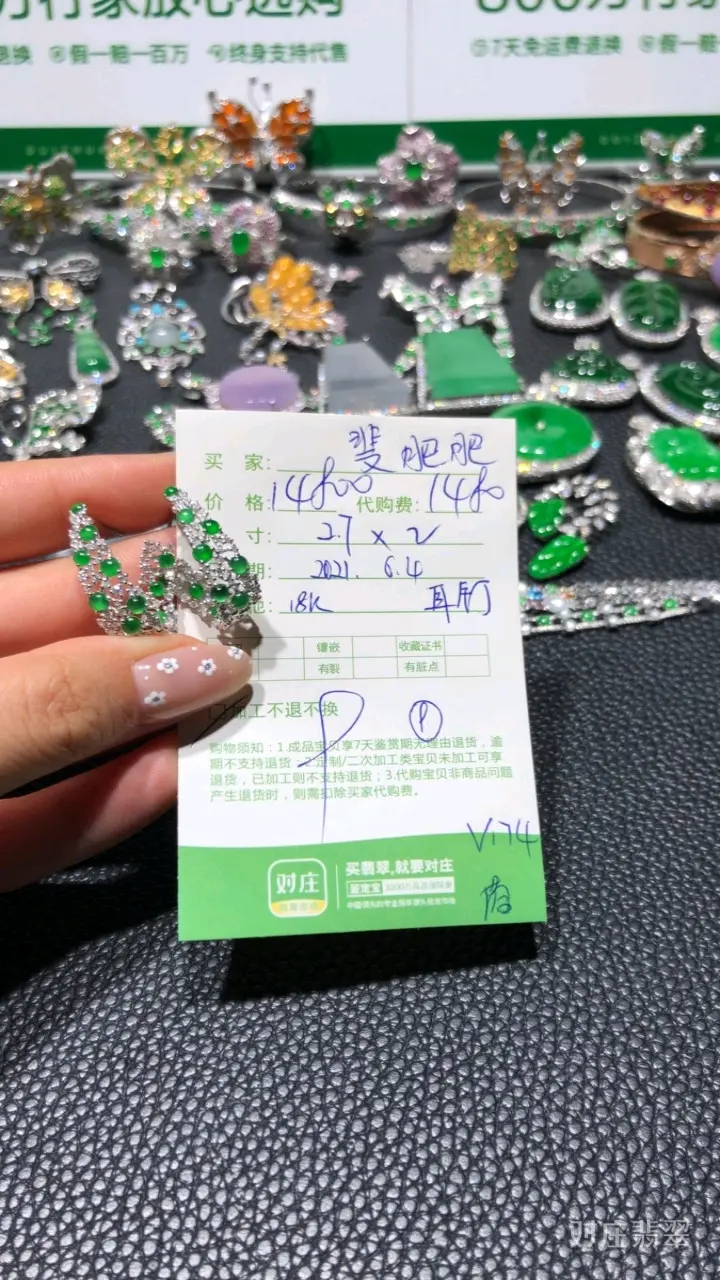 万行家放心选购
退换 假一赔一百万 终身支持代售
7天免运费退换 假一赔
买 家: 斐肥肥
价 格: 14800 代购费: 1480
寸: 2.7 x 2
期: 2021. 6.4
18K 耳钉
镶嵌 收藏证书
有裂 有脏点
加工不退不换
购物须知：1.成品宝贝享7天鉴赏期无理由退货，逾
期不支持退货；2.定制/二次加工类宝贝未加工可享
退货，已加工则不支持退货；3.代购宝贝非商品问题
产生退货时，则需扣除买家代购费。
V174
对庄
买翡翠,就要对庄
对庄翡翠